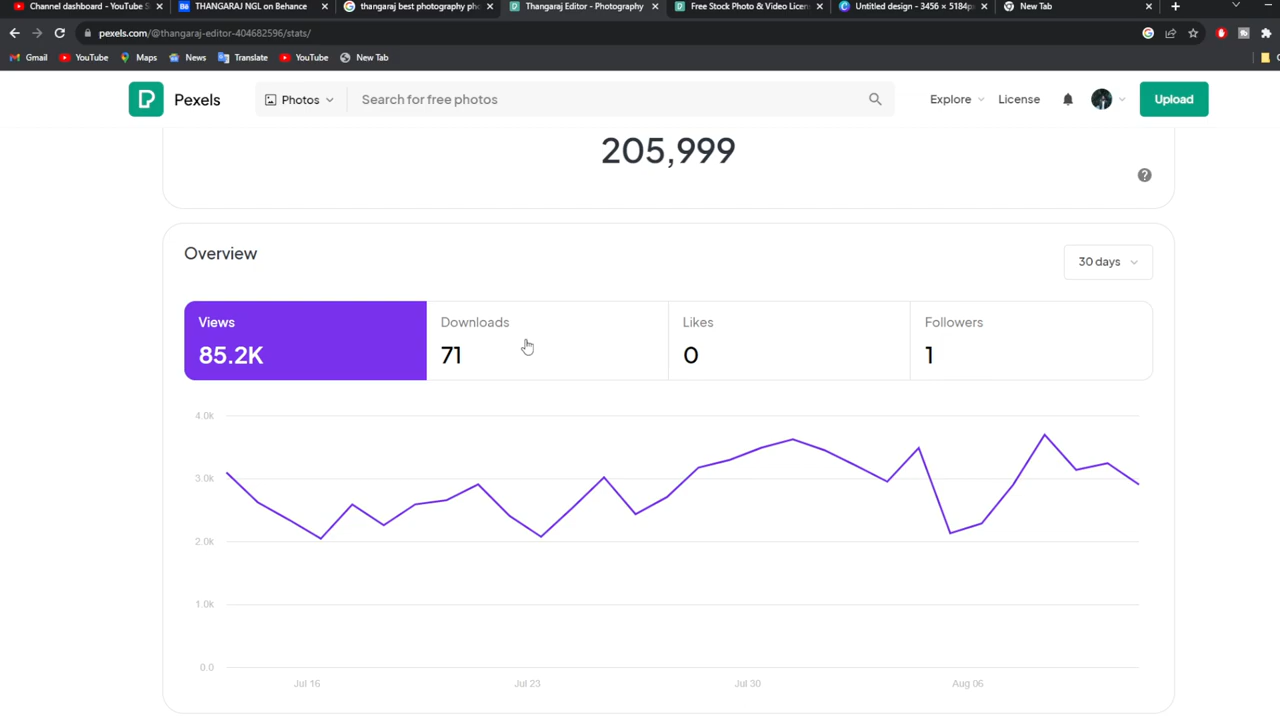 Channel dashboard - YouTube S
THANGARAJ NGL on Behance
thangaraj best photography pho
Thangaraj Editor - Photography
Free Stock Photo & Video Licens
Untitled design - 3456 × 5184p
New Tab
pexels.com/@thangaraj-editor-404682596/stats/
Gmail
YouTube
Maps
News
Translate
YouTube
New Tab
Pexels
Photos
Search for free photos
Explore
License
Upload
205,999
?
Overview
30 days
Views
Downloads
Likes
Followers
85.2K
71
0
1
4.0k
3.0k
2.0k
1.0k
0.0
Jul 16
Jul 23
Jul 30
Aug 06